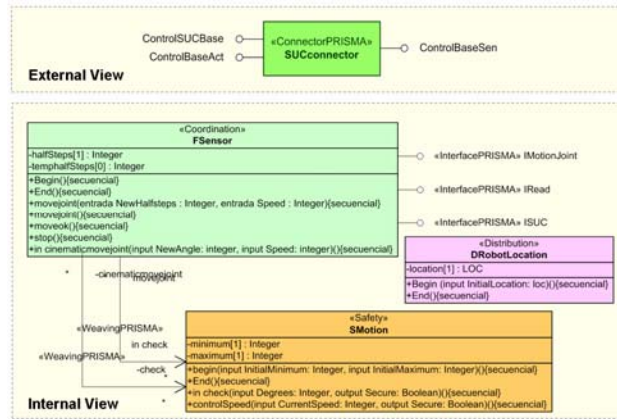 ControlSUCBase
ControlBaseAct
«ConnectorPRISMA»
SUCconnector
ControlBaseSen
External View
«Coordination»
FSensor
-halfSteps[1] : Integer
-temphalfSteps[0] : Integer
+Begin(){secuencial}
+End(){secuencial}
+movejoint(entrada NewHalfsteps : Integer, entrada Speed : Integer){secuencial}
+movejoint(){secuencial}
+moveok(){secuencial}
+stop(){secuencial}
+in cinematicmovejoint(input NewAngle: integer, input Speed: integer)(){secuencial}
«InterfacePRISMA» IMotionJoint
«InterfacePRISMA» IRead
«InterfacePRISMA» ISUC
«Distribution»
DRobotLocation
-location[1] : LOC
+Begin (input InitialLocation: loc)(){secuencial}
+End(){secuencial}
*
*
-cinematicmovejoint
movejoint
«WeavingPRISMA»
in check
«WeavingPRISMA»
-check
*
*
«Safety»
SMotion
-minimum[1] : Integer
-maximum[1] : Integer
+begin(input InitialMinimum: Integer, input InitialMaximum: Integer)(){secuencial}
+End(){secuencial}
+in check(input Degrees: Integer, output Secure: Boolean)(){secuencial}
+controlSpeed(input CurrentSpeed: Integer, output Secure: Boolean)(){secuencial}
Internal View